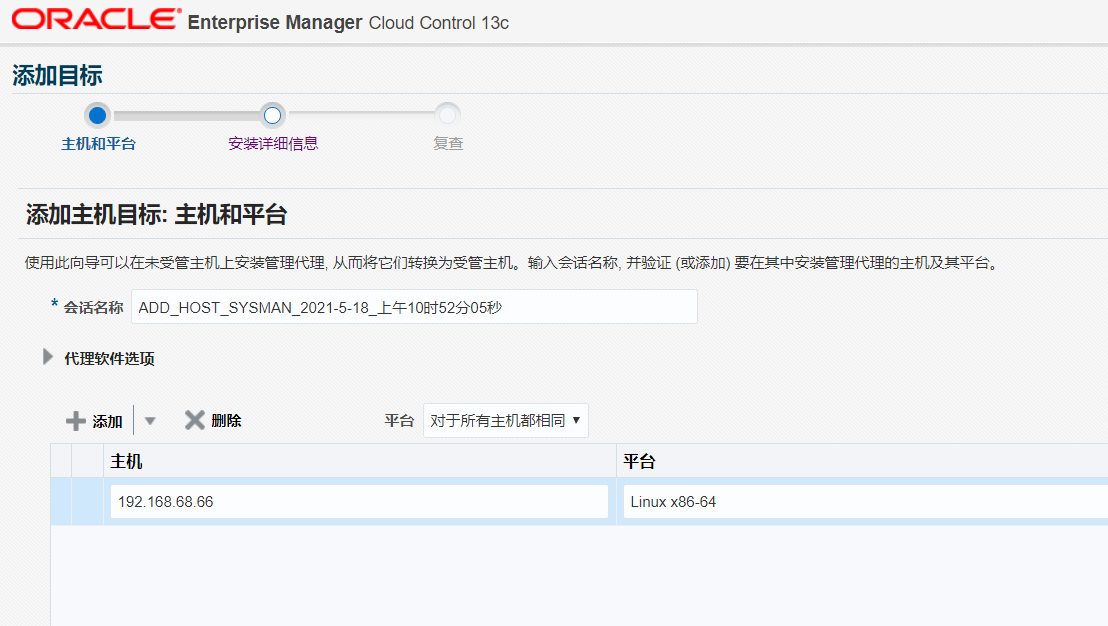 ORACLE Enterprise Manager Cloud Control 13c
添加目标
主机和平台 安装详细信息 复查
添加主机目标: 主机和平台
使用此向导可以在未受管主机上安装管理代理, 从而将它们转换为受管主机。输入会话名称, 并验证 (或添加) 要在其中安装管理代理的主机及其平台。
* 会话名称 ADD_HOST_SYSMAN_2021-5-18_上午10时52分05秒
代理软件选项
添加 删除 平台 对于所有主机都相同
主机 平台
192.168.68.66 Linux x86-64